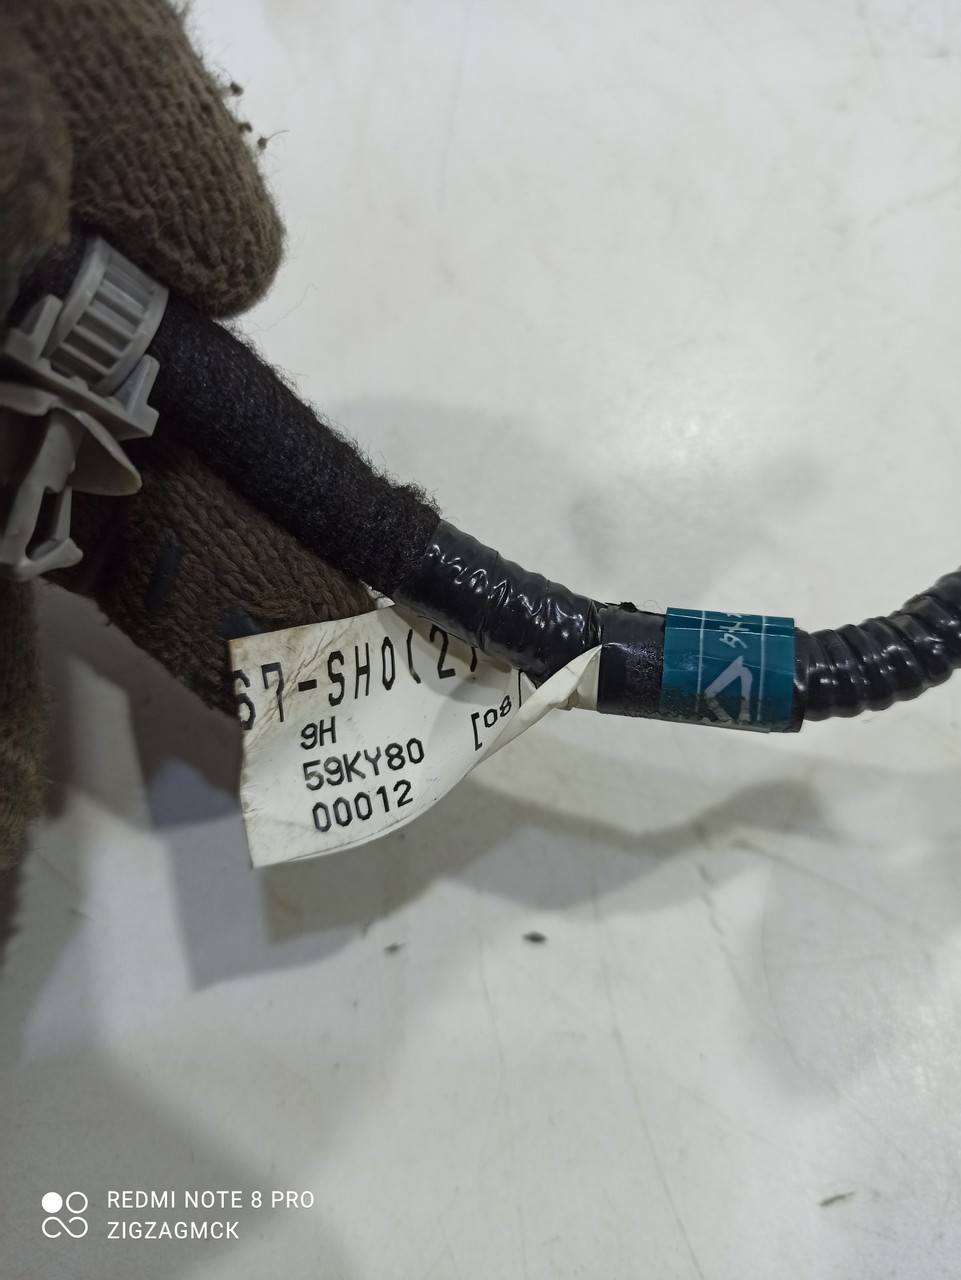 67-SH0(2)
[08]
9H
59KY80
00012
REDMI NOTE 8 PRO
ZIGZAGMCK